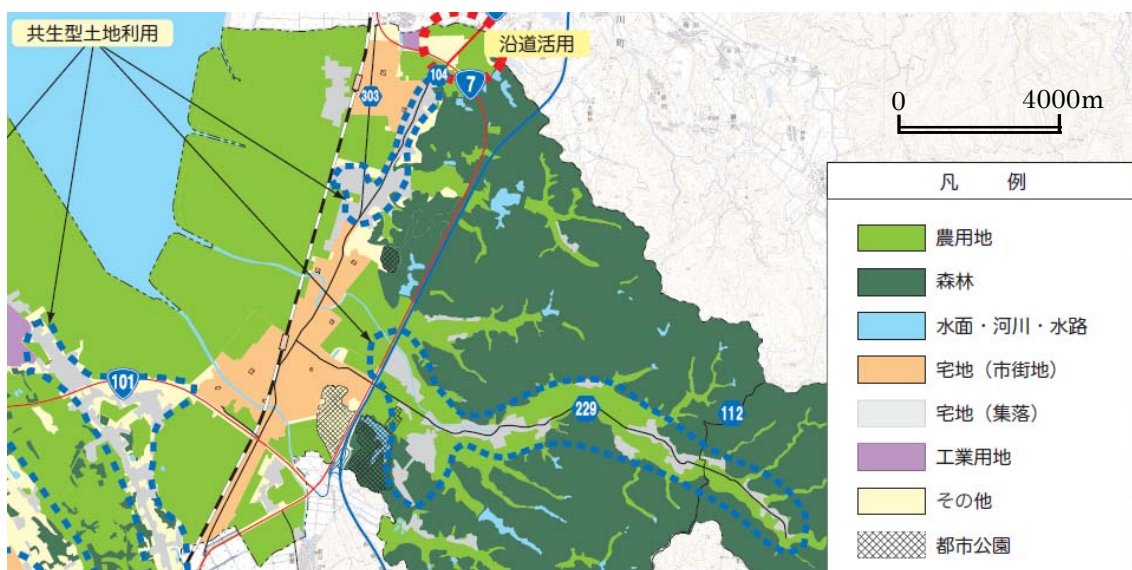 共生型土地利用
沿道活用
104
7
303
0 4000m
凡 例
農用地
森林
水面・河川・水路
宅地（市街地）
101
宅地（集落）
229
112
工業用地
その他
都市公園